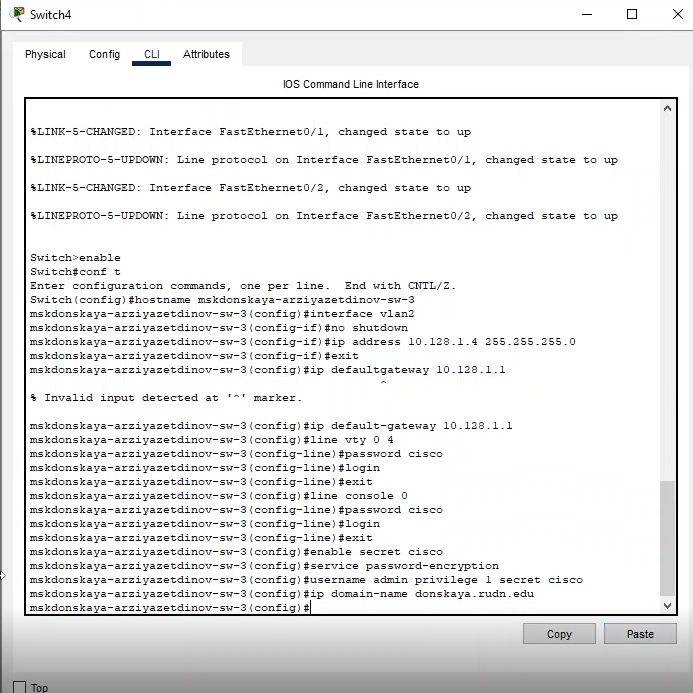 Switch4
Physical Config CLI Attributes
IOS Command Line Interface
%LINK-5-CHANGED: Interface FastEthernet0/1, changed state to up
%LINEPROTO-5-UPDOWN: Line protocol on Interface FastEthernet0/1, changed state to up
%LINK-5-CHANGED: Interface FastEthernet0/2, changed state to up
%LINEPROTO-5-UPDOWN: Line protocol on Interface FastEthernet0/2, changed state to up
Switch>enable
Switch#conf t
Enter configuration commands, one per line.  End with CNTL/Z.
Switch(config)#hostname mskdonskaya-arziyazetdinov-sw-3
mskdonskaya-arziyazetdinov-sw-3(config)#interface vlan2
mskdonskaya-arziyazetdinov-sw-3(config-if)#no shutdown
mskdonskaya-arziyazetdinov-sw-3(config-if)#ip address 10.128.1.4 255.255.255.0
mskdonskaya-arziyazetdinov-sw-3(config-if)#exit
mskdonskaya-arziyazetdinov-sw-3(config)#ip defaultgateway 10.128.1.1
^
% Invalid input detected at '^' marker.
mskdonskaya-arziyazetdinov-sw-3(config)#ip default-gateway 10.128.1.1
mskdonskaya-arziyazetdinov-sw-3(config)#line vty 0 4
mskdonskaya-arziyazetdinov-sw-3(config-line)#password cisco
mskdonskaya-arziyazetdinov-sw-3(config-line)#login
mskdonskaya-arziyazetdinov-sw-3(config-line)#exit
mskdonskaya-arziyazetdinov-sw-3(config)#line console 0
mskdonskaya-arziyazetdinov-sw-3(config-line)#password cisco
mskdonskaya-arziyazetdinov-sw-3(config-line)#login
mskdonskaya-arziyazetdinov-sw-3(config-line)#exit
mskdonskaya-arziyazetdinov-sw-3(config)#enable secret cisco
mskdonskaya-arziyazetdinov-sw-3(config)#service password-encryption
mskdonskaya-arziyazetdinov-sw-3(config)#username admin privilege 1 secret cisco
mskdonskaya-arziyazetdinov-sw-3(config)#ip domain-name donskaya.rudn.edu
mskdonskaya-arziyazetdinov-sw-3(config)#
Copy Paste
Top